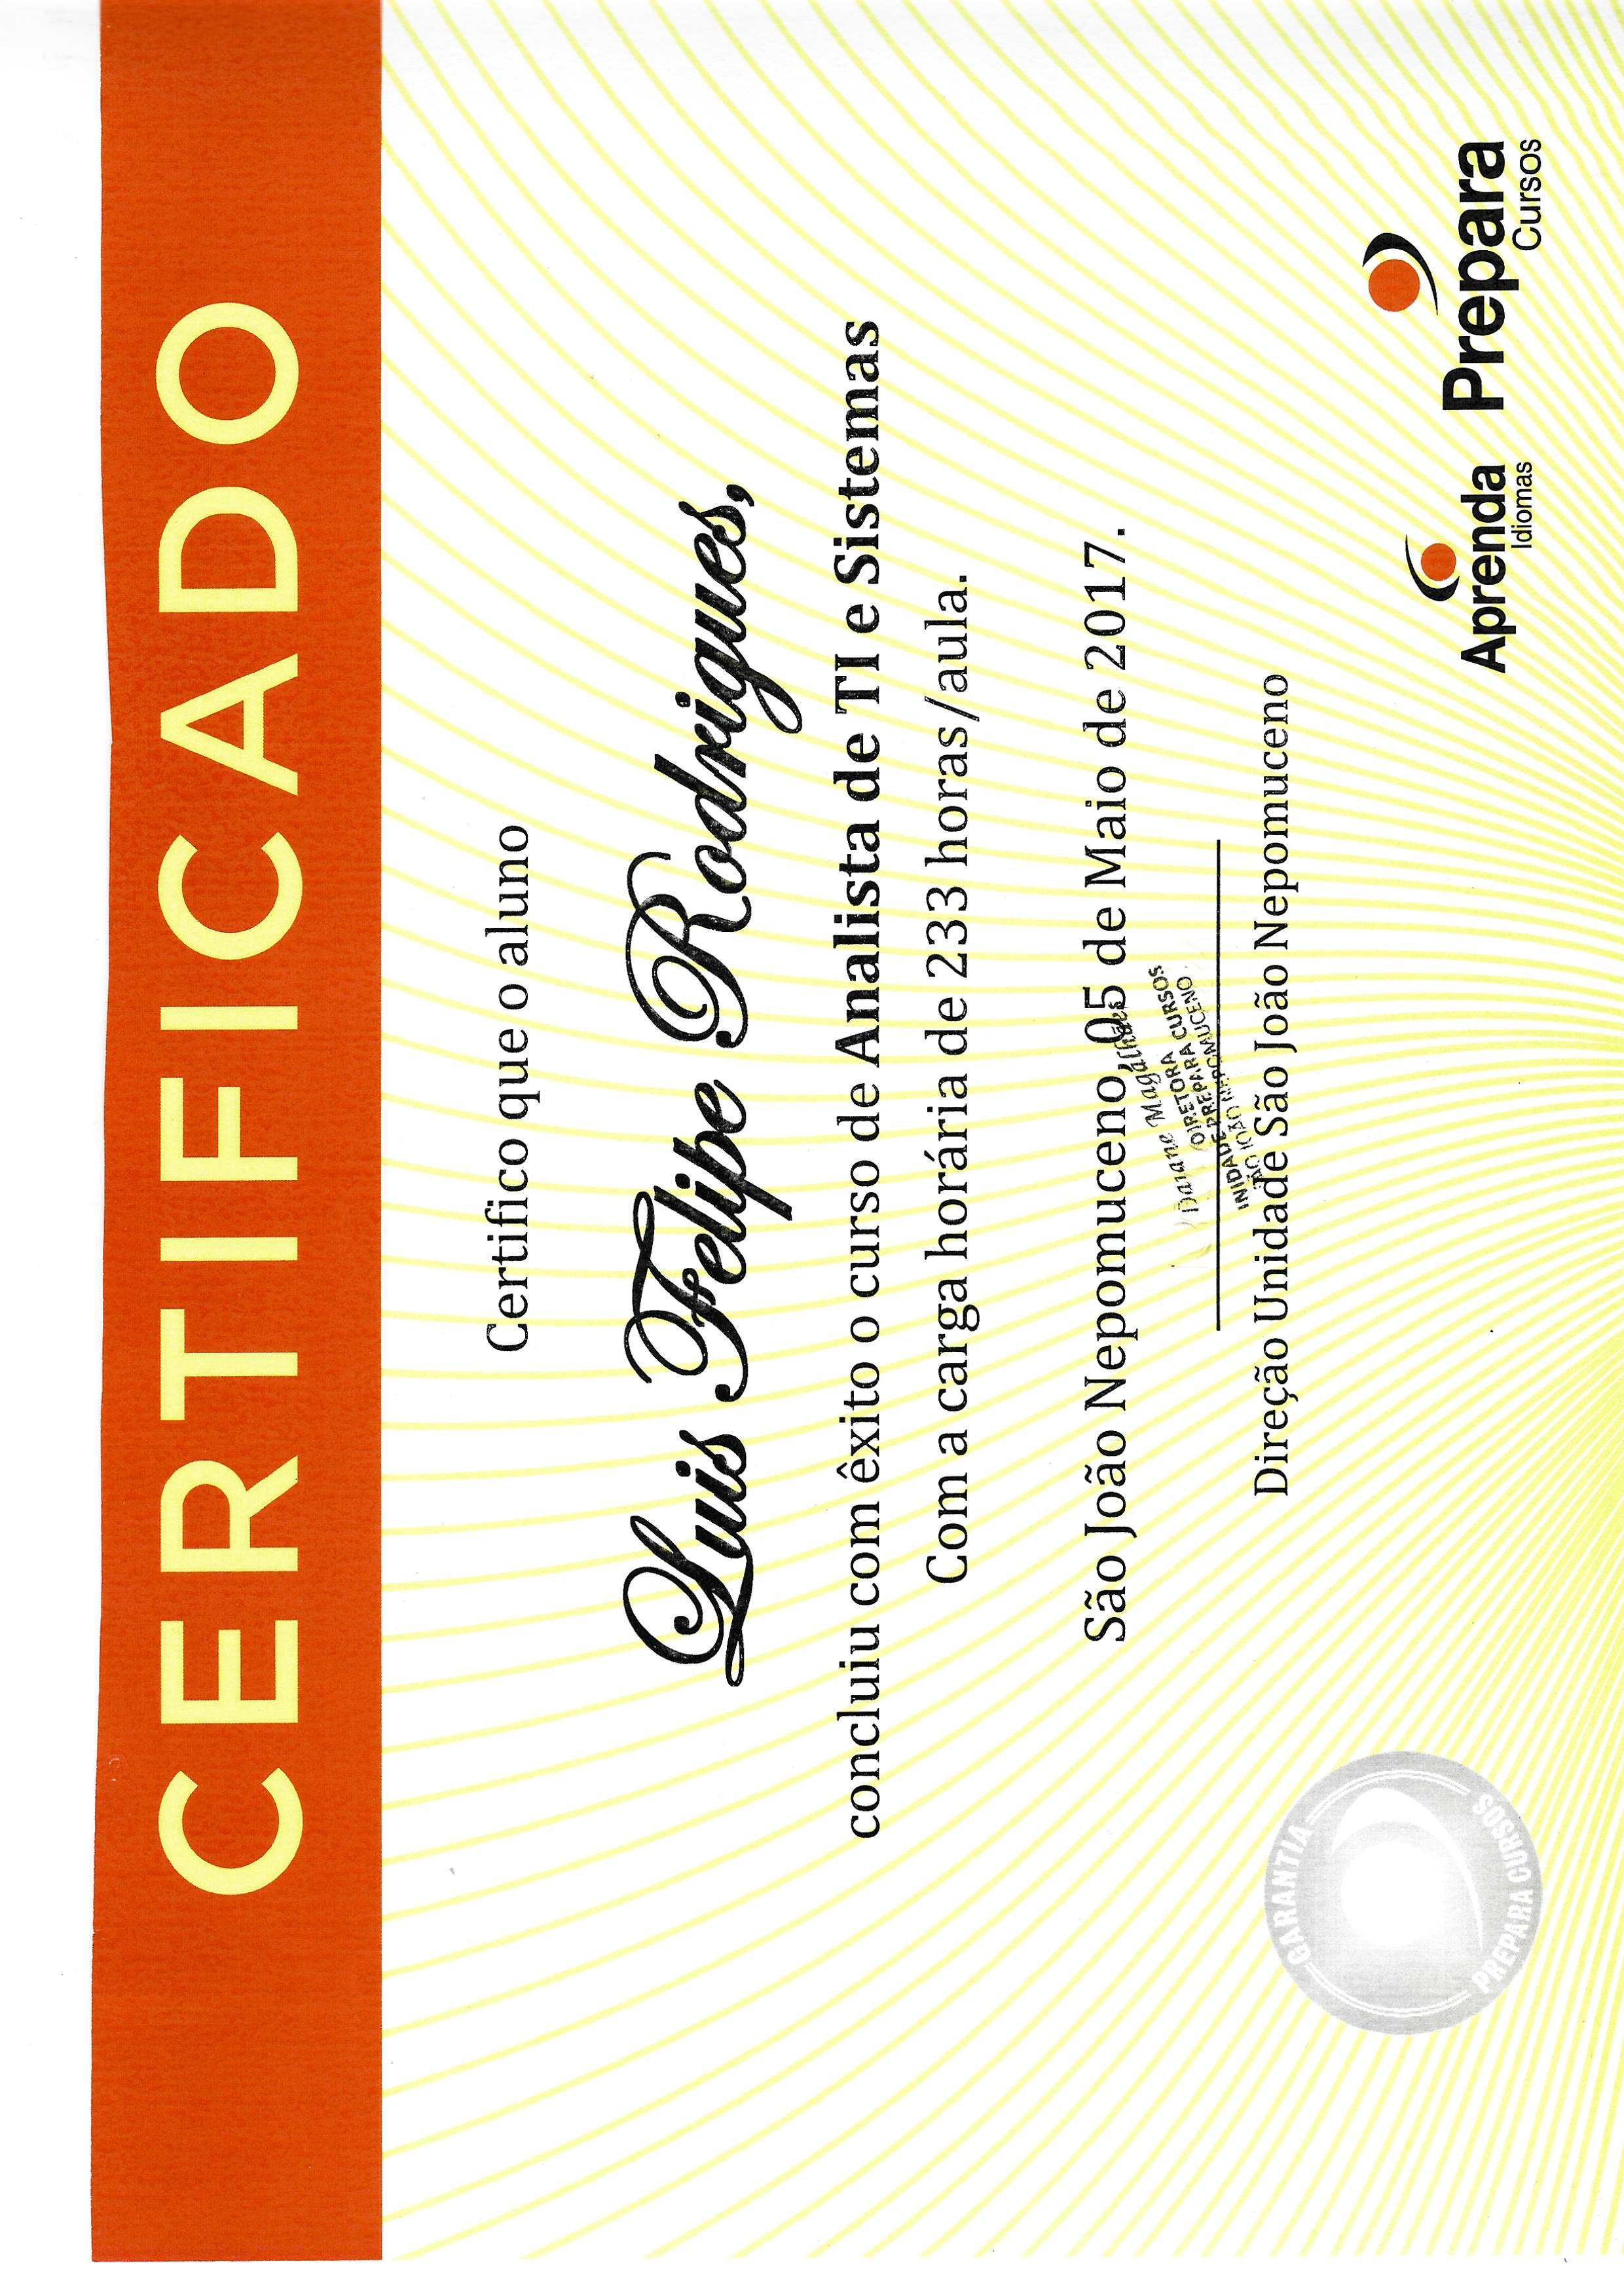 CERTIFICADO
Certifico que o aluno
Luis Felipe Rodrigues,
concluiu com êxito o curso de Analista de TI e Sistemas
Com a carga horária de 233 horas/aula.
São João Nepomuceno, 05 de Maio de 2017.
Daiane Magalhães
DIRETORA
UNIDADE PREPARA CURSOS
SÃO JOÃO NEPOMUCENO
Direção Unidade São João Nepomuceno
GARANTIA
PREPARA CURSOS
Aprenda
Idiomas
Prepara
Cursos